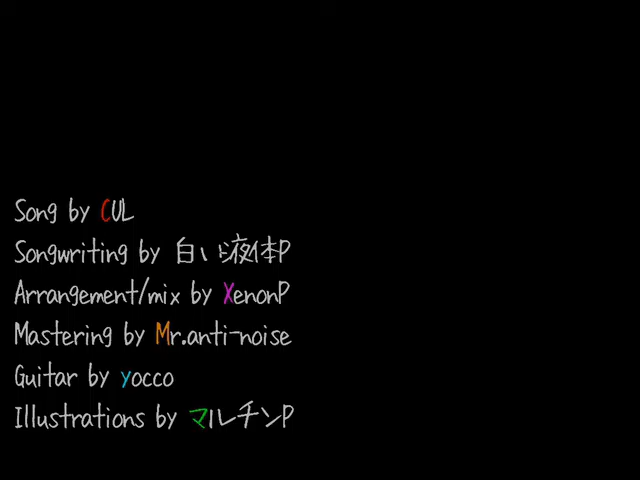 Song by CUL
Songwriting by 白い液体P
Arrangement/mix by XenonP
Mastering by Mr.anti-noise
Guitar by yocco
Illustrations by マルチンP